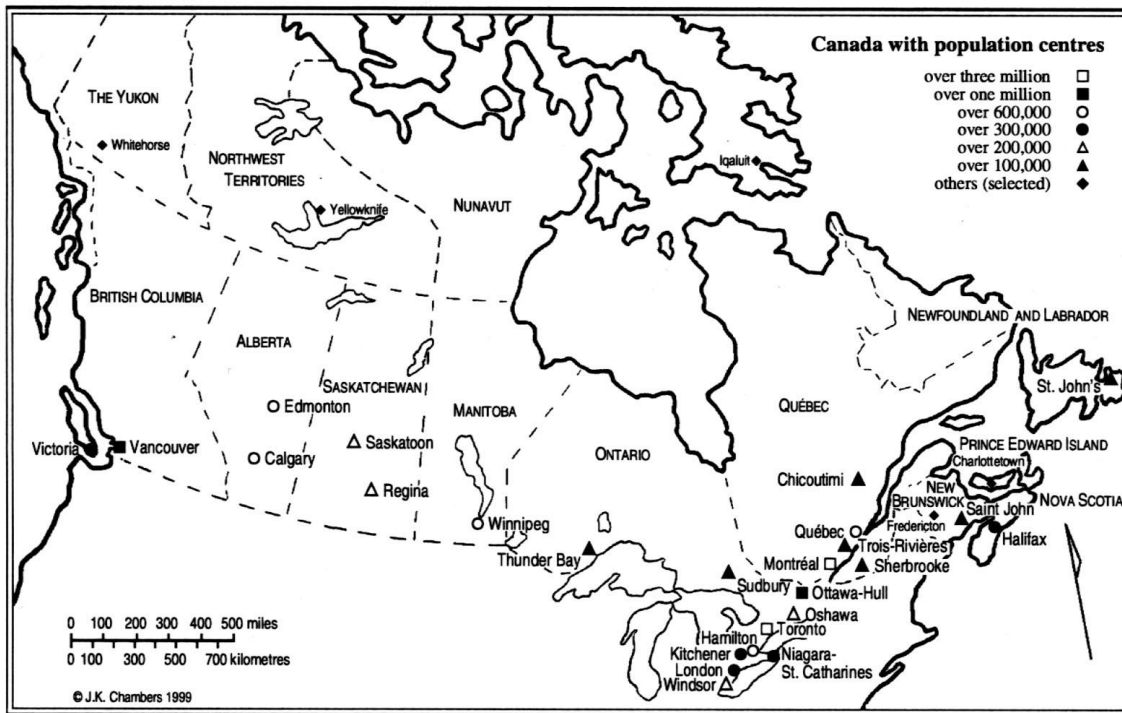 Canada with population centres
over three million
over one million
over 600,000
over 300,000
over 200,000
over 100,000
others (selected)
THE YUKON
Whitehorse
NORTHWEST
TERRITORIES
Yellowknife
NUNAVUT
Iqaluit
BRITISH COLUMBIA
ALBERTA
SASKATCHEWAN
MANITOBA
ONTARIO
QUÉBEC
NEWFOUNDLAND AND LABRADOR
St. John's
Edmonton
Calgary
Saskatoon
Regina
Victoria
Vancouver
Winnipeg
Thunder Bay
PRINCE EDWARD ISLAND
Charlottetown
NEW
BRUNSWICK
NOVA SCOTIA
Saint John
Fredericton
Halifax
Chicoutimi
Québec
Trois-Rivières
Montréal
Sherbrooke
Sudbury
Ottawa-Hull
Oshawa
Toronto
Hamilton
Kitchener
Niagara-
St. Catharines
London
Windsor
0 100 200 300 400 500 miles
0 100 300 500 700 kilometres
© J.K. Chambers 1999